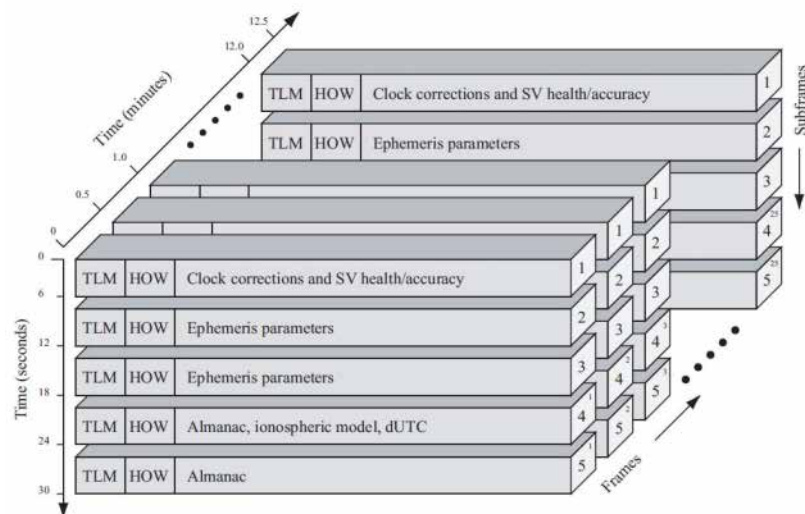 12.5
12.0
Time (minutes)
1.0
0.5
0
TLM HOW Clock corrections and SV health/accuracy 1
TLM HOW Ephemeris parameters 2
3
4 25
5 25
Subframes
1
2
3
4 3
5 3
1
2
3
4 2
5 2
0
TLM HOW Clock corrections and SV health/accuracy 1
6
TLM HOW Ephemeris parameters 2
12
TLM HOW Ephemeris parameters 3
18
TLM HOW Almanac, ionospheric model, dUTC 4 1
24
TLM HOW Almanac 5 1
30
Time (seconds)
Frames